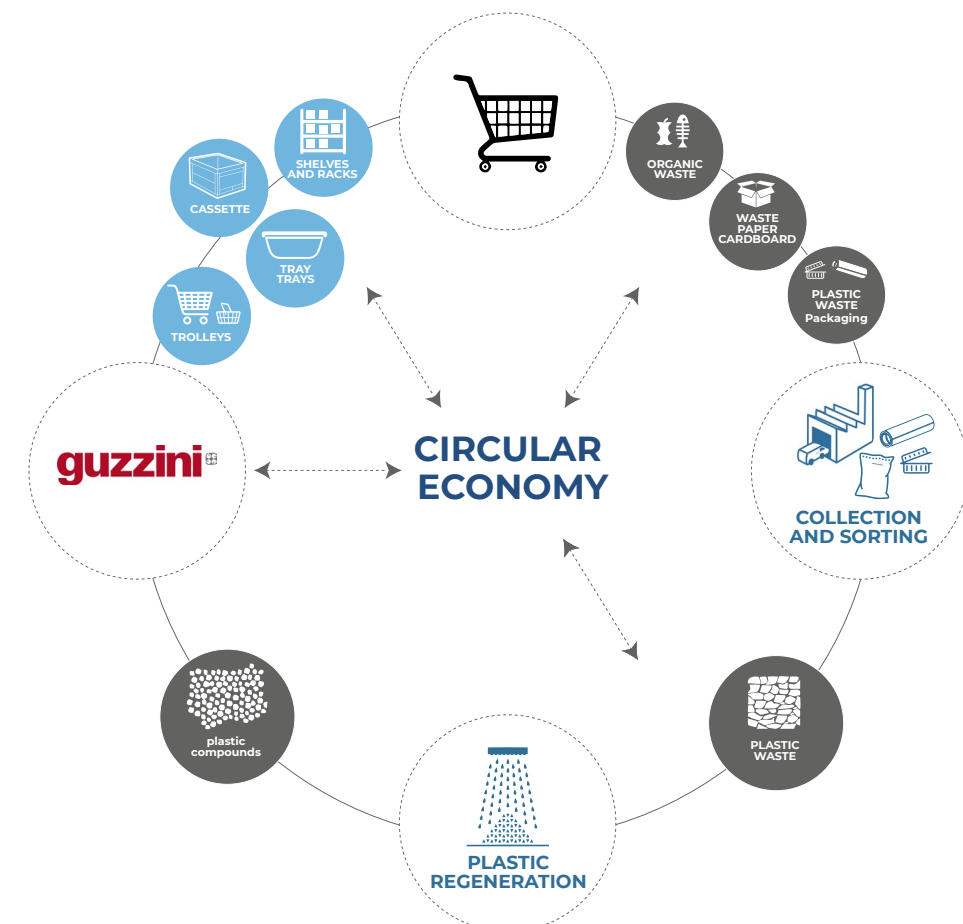 SHELVES
AND RACKS
CASSETTE
TRAY
TRAYS
TROLLEYS
ORGANIC
WASTE
WASTE
PAPER
CARDBOARD
PLASTIC
WASTE
Packaging
guzzini
CIRCULAR
ECONOMY
COLLECTION
AND SORTING
plastic
compounds
PLASTIC
WASTE
PLASTIC
REGENERATION